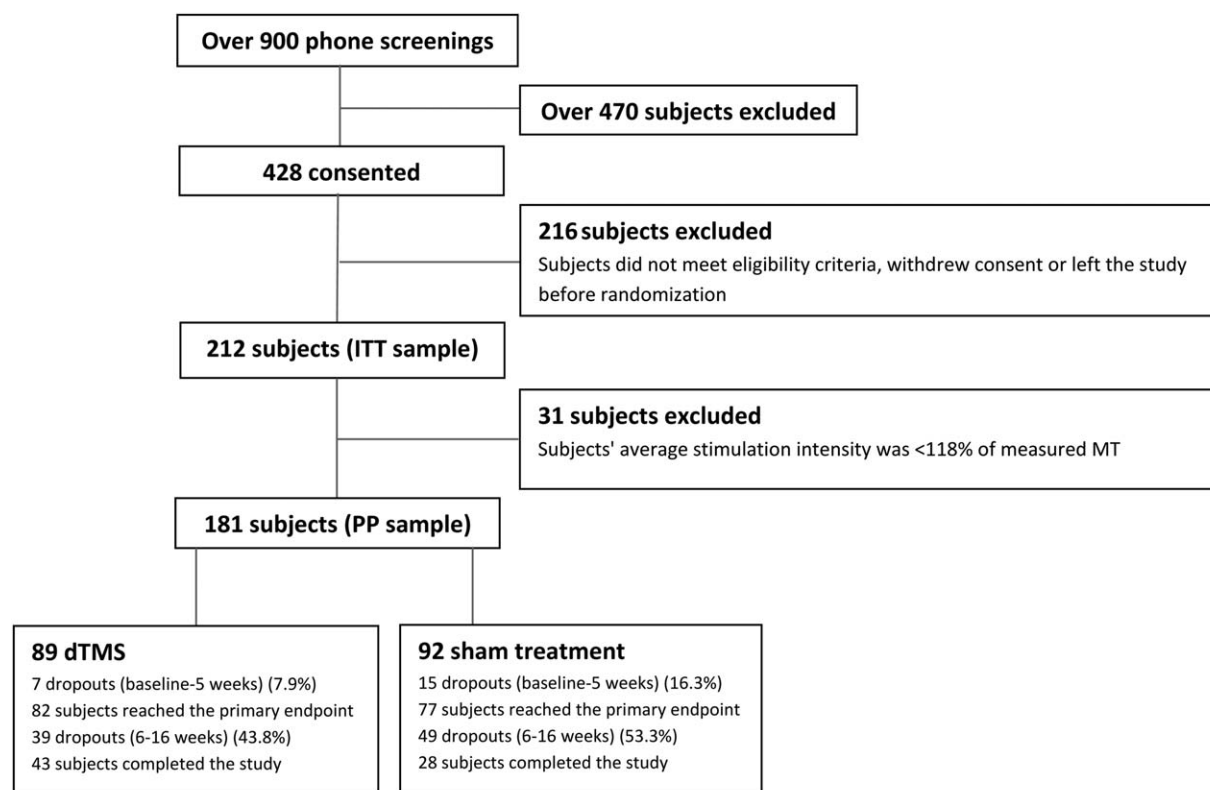 Over 900 phone screenings
Over 470 subjects excluded
428 consented
216 subjects excluded
Subjects did not meet eligibility criteria, withdrew consent or left the study
before randomization
212 subjects (ITT sample)
31 subjects excluded
Subjects' average stimulation intensity was <118% of measured MT
181 subjects (PP sample)
89 dTMS
7 dropouts (baseline-5 weeks) (7.9%)
82 subjects reached the primary endpoint
39 dropouts (6-16 weeks) (43.8%)
43 subjects completed the study
92 sham treatment
15 dropouts (baseline-5 weeks) (16.3%)
77 subjects reached the primary endpoint
49 dropouts (6-16 weeks) (53.3%)
28 subjects completed the study